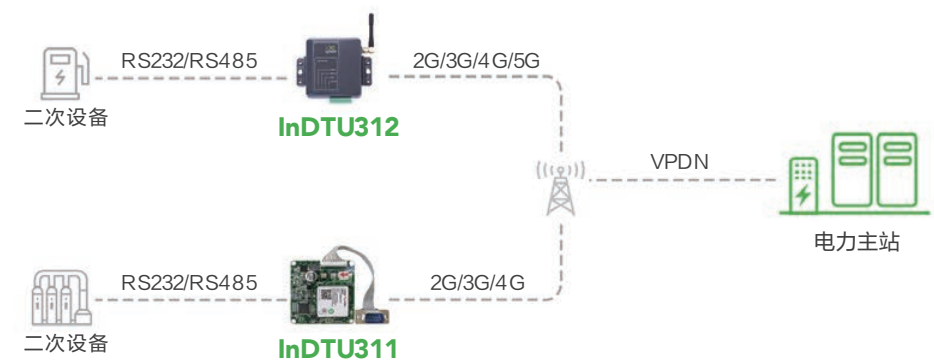 RS232/RS485
2G/3G/4G/5G
二次设备
InDTU312
VPDN
电力主站
RS232/RS485
2G/3G/4G
二次设备
InDTU311